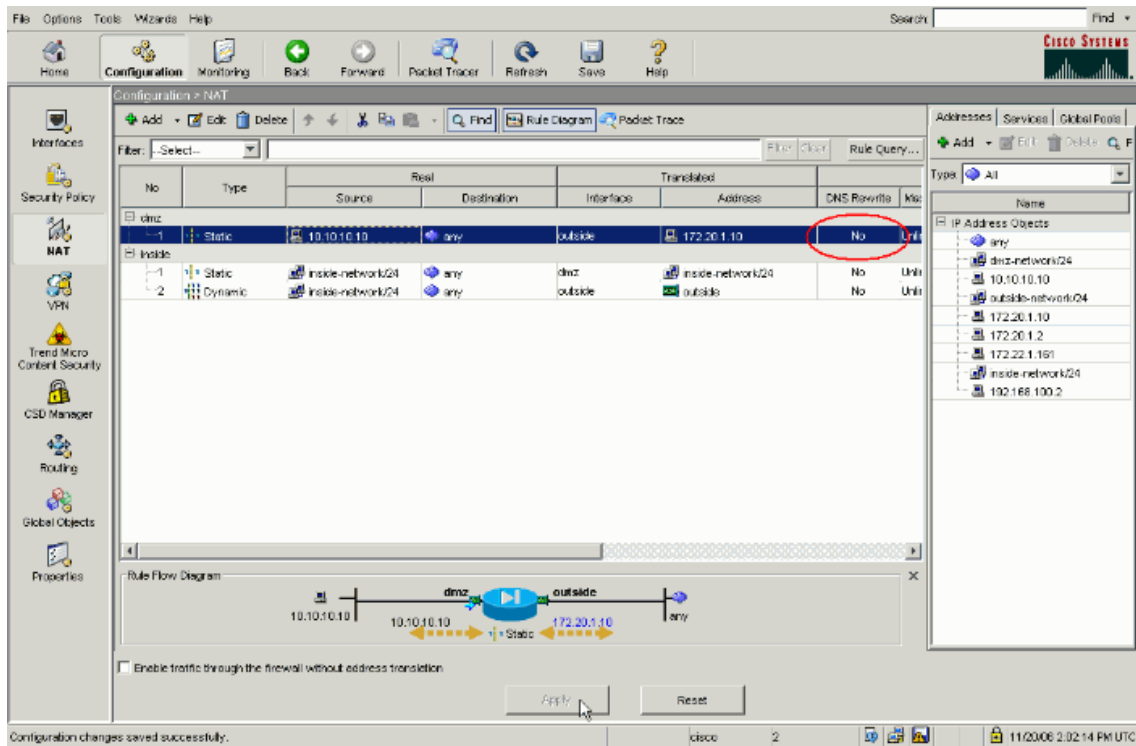 File Options Tools Wizards Help Search: Find
Home Configuration Monitoring Back Forward Packet Tracer Refresh Save Help
CISCO SYSTEMS
Configuration > NAT
Add Edit Delete Find Rule Diagram Packet Trace
Filter: --Select-- Filter Clear Rule Query...
No Type Real Translated
Source Destination Interface Address DNS Rewrite
dmz
1 Static 10.10.10.10 any outside 172.20.1.10 No
inside
1 Static inside-network/24 any dmz inside-network/24 No
2 Dynamic inside-network/24 any outside outside No
Interfaces
Security Policy
NAT
VPN
Trend Micro
Content Security
CSD Manager
Routing
Global Objects
Properties
Addresses Services Global Pools
Add Edit Delete F
Type: All
Name
IP Address Objects
any
dmz-network/24
10.10.10.10
outside-network/24
172.20.1.10
172.20.1.2
172.22.1.161
inside-network/24
192.168.100.2
Rule Flow Diagram
dmz outside
10.10.10.10 10.10.10.10 172.20.1.10 any
Static
Enable traffic through the firewall without address translation
Apply Reset
Configuration changes saved successfully. cisco 2 11/20/06 2:02:14 PM UTC